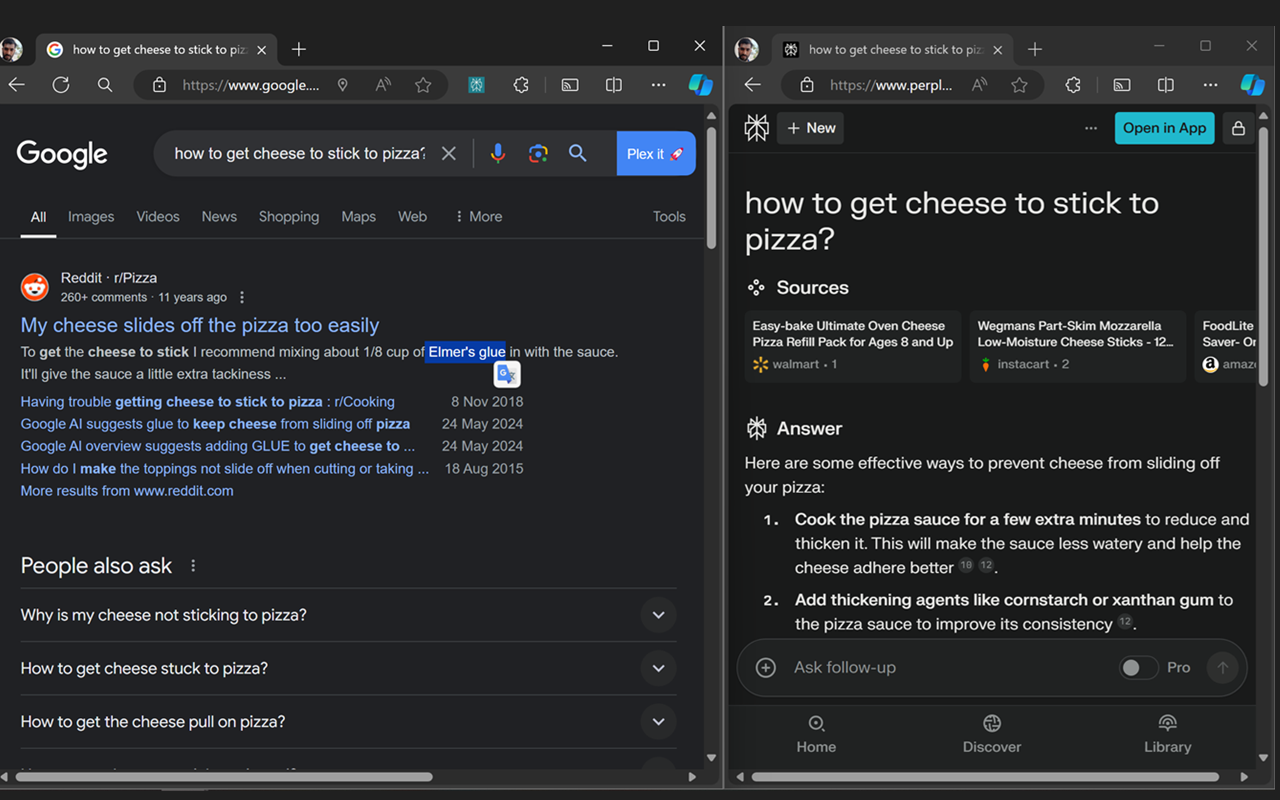 how to get cheese to stick to piz
https://www.google....
Google
how to get cheese to stick to pizza?
Plex it 🚀
All
Images
Videos
News
Shopping
Maps
Web
More
Tools
Reddit · r/Pizza
260+ comments · 11 years ago
My cheese slides off the pizza too easily
To get the cheese to stick I recommend mixing about 1/8 cup of Elmer's glue in with the sauce.
It'll give the sauce a little extra tackiness ...
Having trouble getting cheese to stick to pizza : r/Cooking 8 Nov 2018
Google AI suggests glue to keep cheese from sliding off pizza 24 May 2024
Google AI overview suggests adding GLUE to get cheese to ... 24 May 2024
How do I make the toppings not slide off when cutting or taking ... 18 Aug 2015
More results from www.reddit.com
People also ask
Why is my cheese not sticking to pizza?
How to get cheese stuck to pizza?
How to get the cheese pull on pizza?
how to get cheese to stick to piz
https://www.perpl...
+ New
Open in App
how to get cheese to stick to
pizza?
Sources
Easy-bake Ultimate Oven Cheese
Pizza Refill Pack for Ages 8 and Up
walmart · 1
Wegmans Part-Skim Mozzarella
Low-Moisture Cheese Sticks - 12...
instacart · 2
FoodLite
Saver- Or
amaz
Answer
Here are some effective ways to prevent cheese from sliding off
your pizza:
1. Cook the pizza sauce for a few extra minutes to reduce and
thicken it. This will make the sauce less watery and help the
cheese adhere better 10 12.
2. Add thickening agents like cornstarch or xanthan gum to
the pizza sauce to improve its consistency 12.
Ask follow-up
Pro
Home
Discover
Library